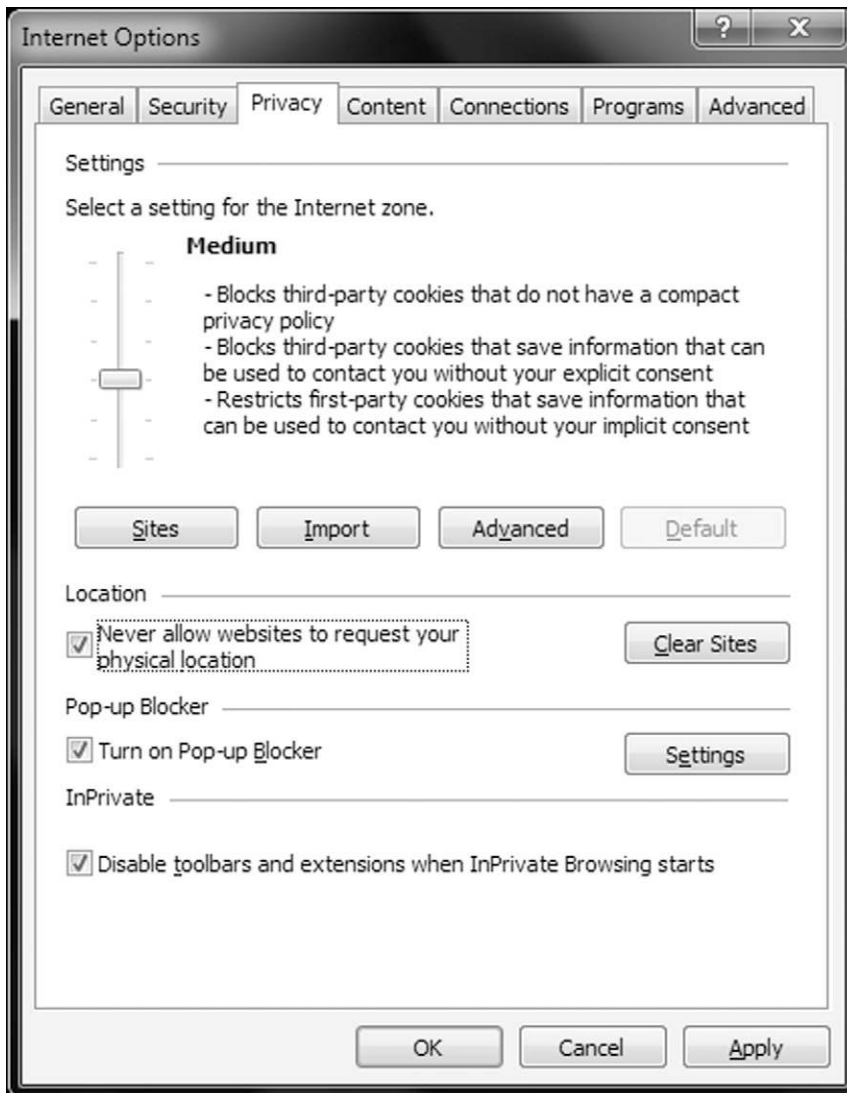 Internet Options
? X
General Security Privacy Content Connections Programs Advanced
Settings
Select a setting for the Internet zone.
Medium
- Blocks third-party cookies that do not have a compact
privacy policy
- Blocks third-party cookies that save information that can
be used to contact you without your explicit consent
- Restricts first-party cookies that save information that
can be used to contact you without your implicit consent
Sites Import Advanced Default
Location
Never allow websites to request your
physical location
Clear Sites
Pop-up Blocker
Turn on Pop-up Blocker Settings
InPrivate
Disable toolbars and extensions when InPrivate Browsing starts
OK Cancel Apply